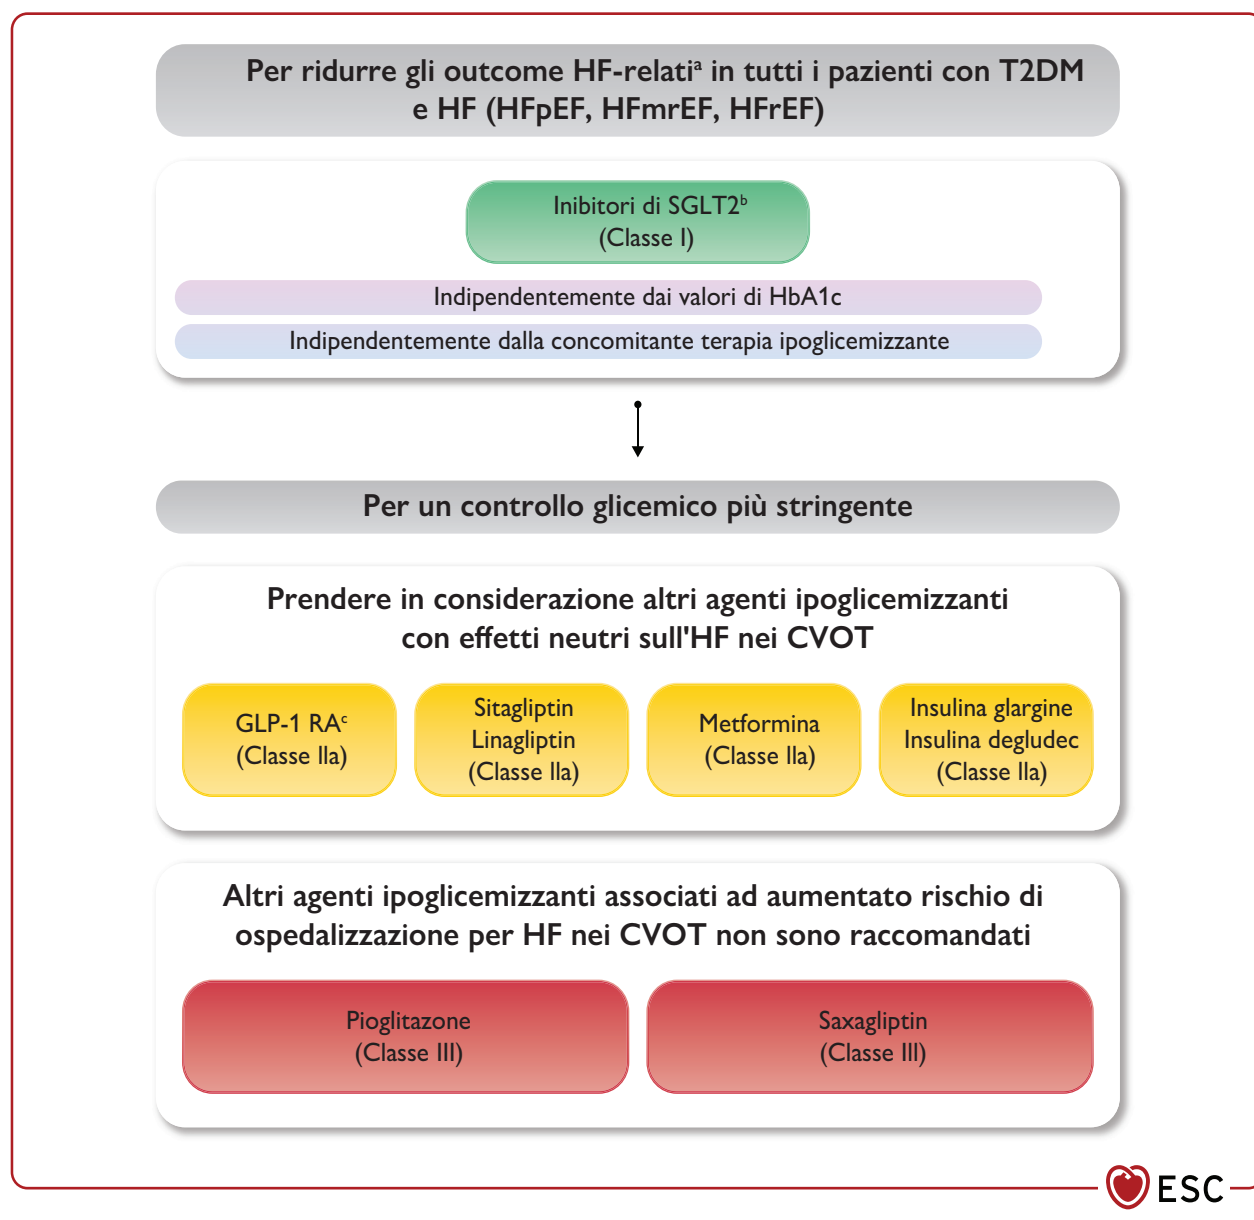 Per ridurre gli outcome HF-relatiᵃ in tutti i pazienti con T2DM
e HF (HFpEF, HFmrEF, HFrEF)
Inibitori di SGLT2ᵇ
(Classe I)
Indipendentemente dai valori di HbA1c
Indipendentemente dalla concomitante terapia ipoglicemizzante
Per un controllo glicemico più stringente
Prendere in considerazione altri agenti ipoglicemizzanti
con effetti neutri sull'HF nei CVOT
GLP-1 RAᶜ
(Classe IIa)
Sitagliptin
Linagliptin
(Classe IIa)
Metformina
(Classe IIa)
Insulina glargine
Insulina degludec
(Classe IIa)
Altri agenti ipoglicemizzanti associati ad aumentato rischio di
ospedalizzazione per HF nei CVOT non sono raccomandati
Pioglitazone
(Classe III)
Saxagliptin
(Classe III)
ESC